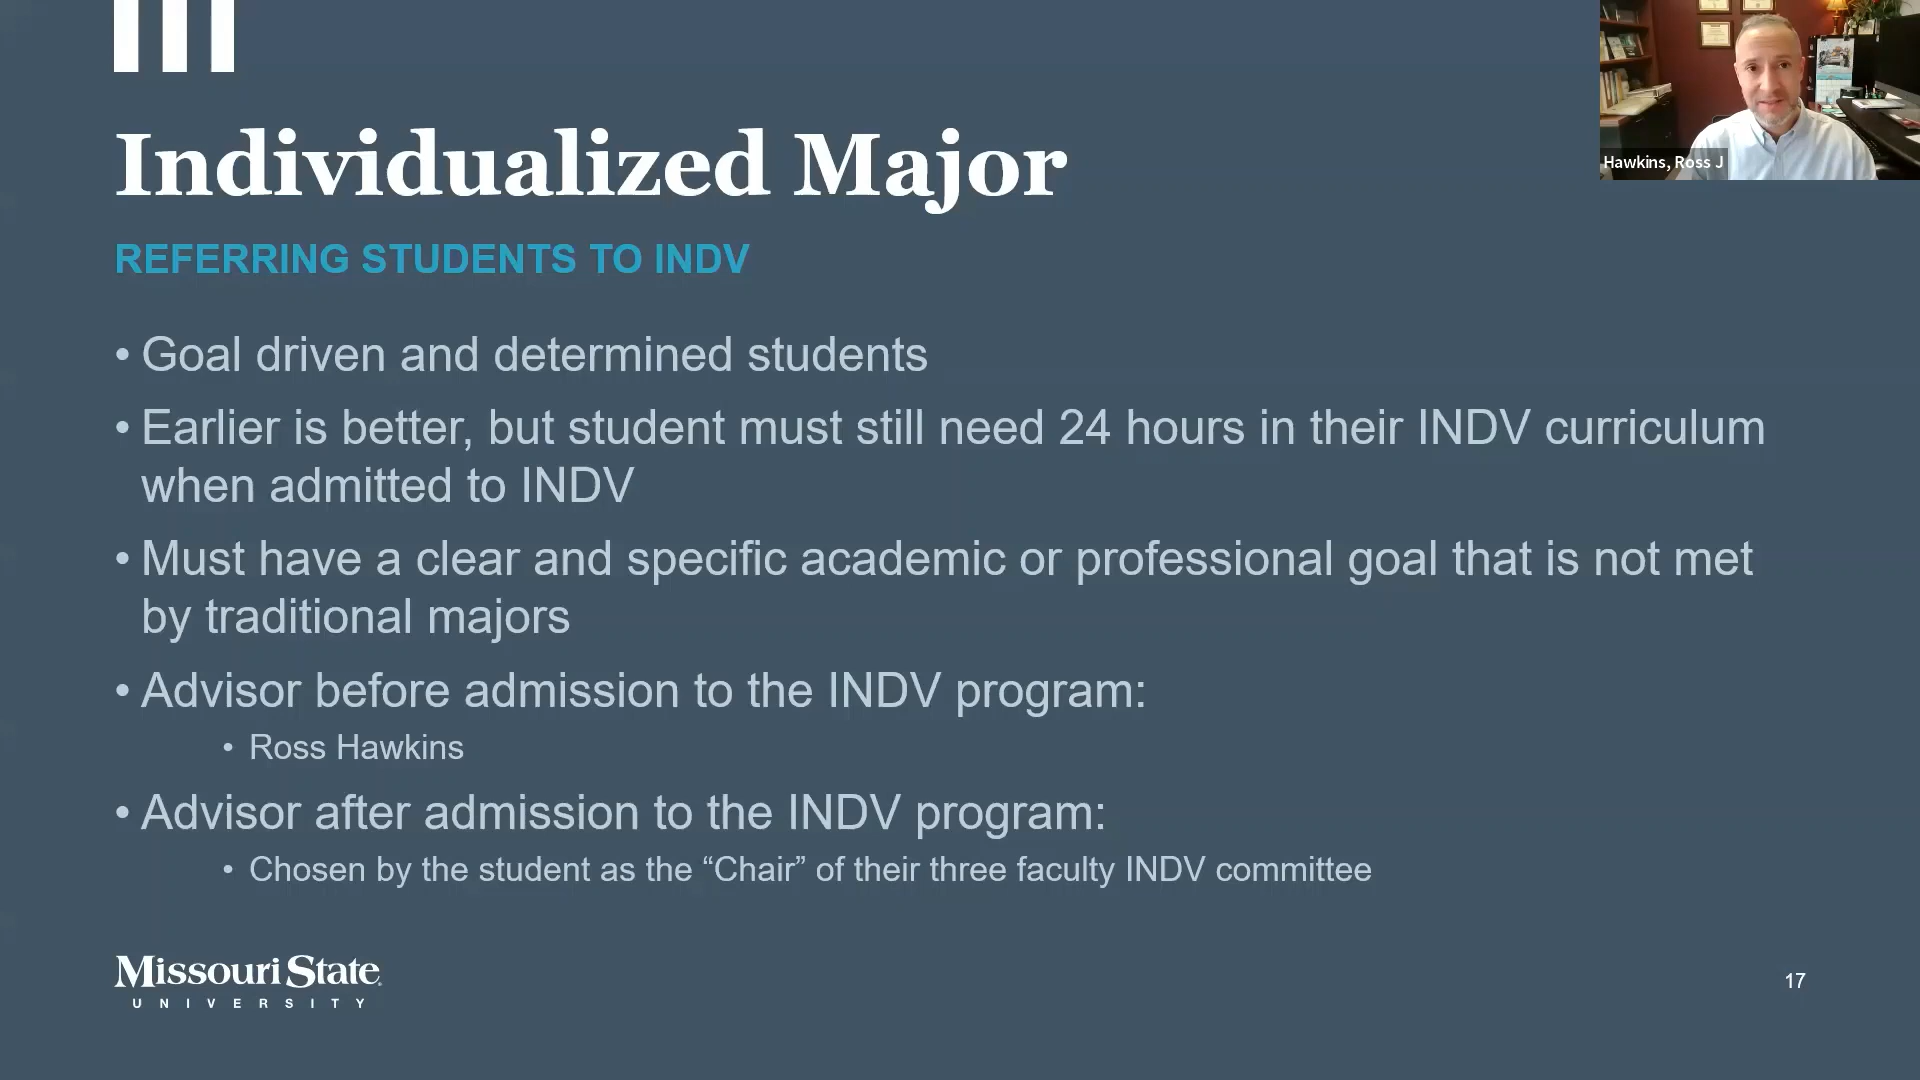 Individualized Major
Hawkins, Ross J
REFERRING STUDENTS TO INDV
• Goal driven and determined students
• Earlier is better, but student must still need 24 hours in their INDV curriculum
when admitted to INDV
• Must have a clear and specific academic or professional goal that is not met
by traditional majors
• Advisor before admission to the INDV program:
• Ross Hawkins
• Advisor after admission to the INDV program:
• Chosen by the student as the “Chair” of their three faculty INDV committee
Missouri State
UNIVERSITY
17